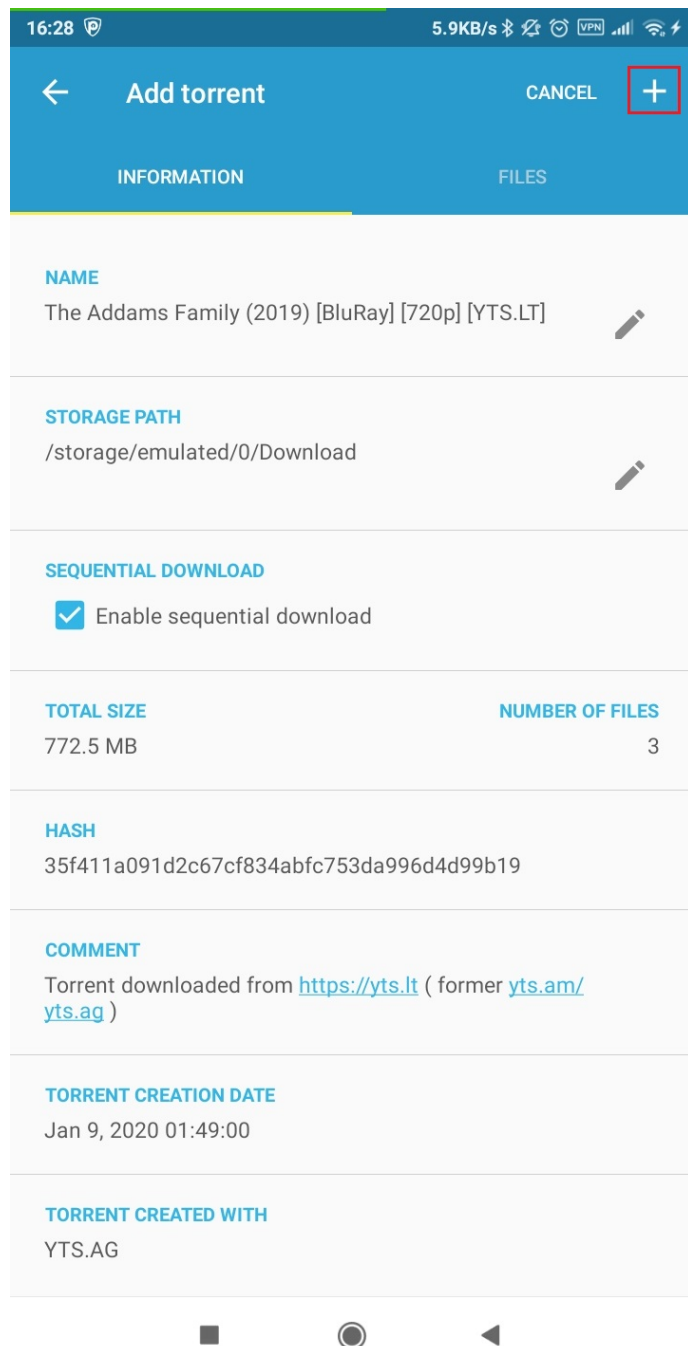 16:28 5.9KB/s VPN
Add torrent CANCEL +
INFORMATION FILES
NAME
The Addams Family (2019) [BluRay] [720p] [YTS.LT]
STORAGE PATH
/storage/emulated/0/Download
SEQUENTIAL DOWNLOAD
Enable sequential download
TOTAL SIZE NUMBER OF FILES
772.5 MB 3
HASH
35f411a091d2c67cf834abfc753da996d4d99b19
COMMENT
Torrent downloaded from https://yts.lt ( former yts.am/
yts.ag )
TORRENT CREATION DATE
Jan 9, 2020 01:49:00
TORRENT CREATED WITH
YTS.AG